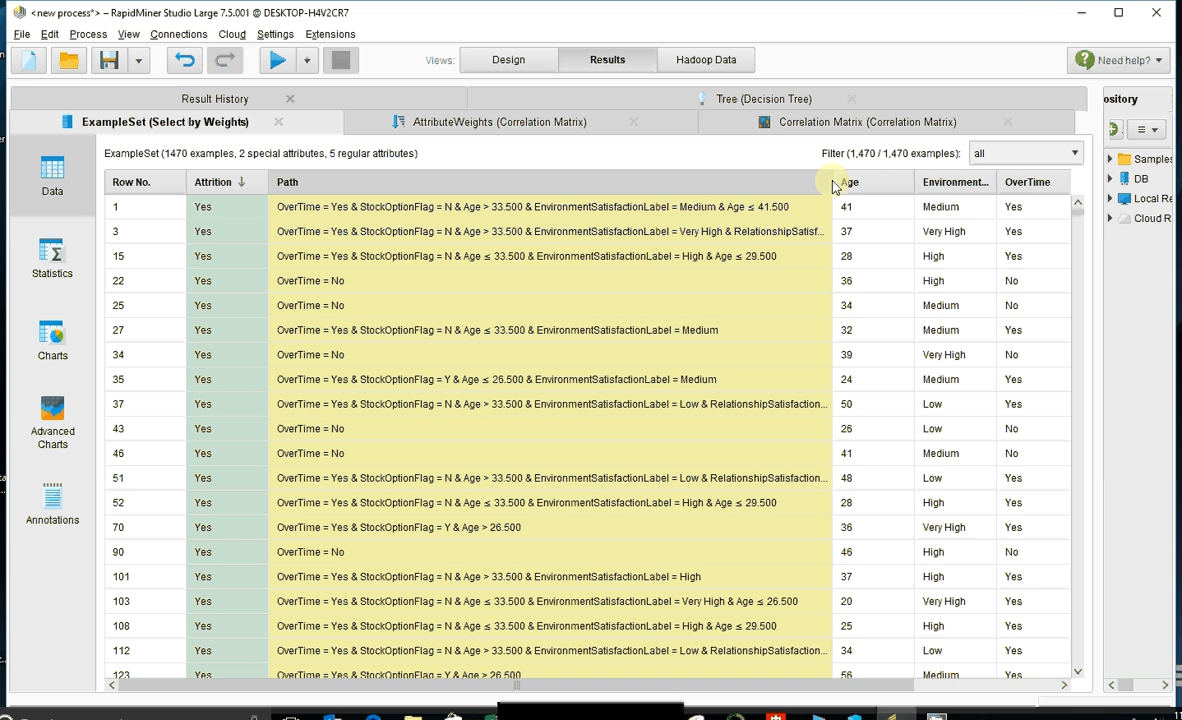 <new process*> – RapidMiner Studio Large 7.5.001 @ DESKTOP-H4V2CR7
File Edit Process View Connections Cloud Settings Extensions
Views: Design Results Hadoop Data Need help?
Result History Tree (Decision Tree) ository
ExampleSet (Select by Weights) AttributeWeights (Correlation Matrix) Correlation Matrix (Correlation Matrix)
ExampleSet (1470 examples, 2 special attributes, 5 regular attributes) Filter (1,470 / 1,470 examples): all
Data
Statistics
Charts
Advanced
Charts
Annotations
Row No. Attrition Path Age Environment... OverTime
1 Yes OverTime = Yes & StockOptionFlag = N & Age > 33.500 & EnvironmentSatisfactionLabel = Medium & Age ≤ 41.500 41 Medium Yes
3 Yes OverTime = Yes & StockOptionFlag = N & Age > 33.500 & EnvironmentSatisfactionLabel = Very High & RelationshipSatisf... 37 Very High Yes
15 Yes OverTime = Yes & StockOptionFlag = N & Age ≤ 33.500 & EnvironmentSatisfactionLabel = High & Age ≤ 29.500 28 High Yes
22 Yes OverTime = No 36 High No
25 Yes OverTime = No 34 Medium No
27 Yes OverTime = Yes & StockOptionFlag = N & Age ≤ 33.500 & EnvironmentSatisfactionLabel = Medium 32 Medium Yes
34 Yes OverTime = No 39 Very High No
35 Yes OverTime = Yes & StockOptionFlag = Y & Age ≤ 26.500 & EnvironmentSatisfactionLabel = Medium 24 Medium Yes
37 Yes OverTime = Yes & StockOptionFlag = N & Age > 33.500 & EnvironmentSatisfactionLabel = Low & RelationshipSatisfaction... 50 Low Yes
43 Yes OverTime = No 26 Low No
46 Yes OverTime = No 41 Medium No
51 Yes OverTime = Yes & StockOptionFlag = N & Age > 33.500 & EnvironmentSatisfactionLabel = Low & RelationshipSatisfaction... 48 Low Yes
52 Yes OverTime = Yes & StockOptionFlag = N & Age ≤ 33.500 & EnvironmentSatisfactionLabel = High & Age ≤ 29.500 28 High Yes
70 Yes OverTime = Yes & StockOptionFlag = Y & Age > 26.500 36 Very High Yes
90 Yes OverTime = No 46 High No
101 Yes OverTime = Yes & StockOptionFlag = N & Age > 33.500 & EnvironmentSatisfactionLabel = High 37 High Yes
103 Yes OverTime = Yes & StockOptionFlag = N & Age ≤ 33.500 & EnvironmentSatisfactionLabel = Very High & Age ≤ 26.500 20 Very High Yes
108 Yes OverTime = Yes & StockOptionFlag = N & Age ≤ 33.500 & EnvironmentSatisfactionLabel = High & Age ≤ 29.500 25 High Yes
112 Yes OverTime = Yes & StockOptionFlag = N & Age > 33.500 & EnvironmentSatisfactionLabel = Low & RelationshipSatisfaction... 34 Low Yes
123 Yes OverTime = Yes & StockOptionFlag = Y & Age > 26.500 56 Medium Yes
Samples
DB
Local Re
Cloud R